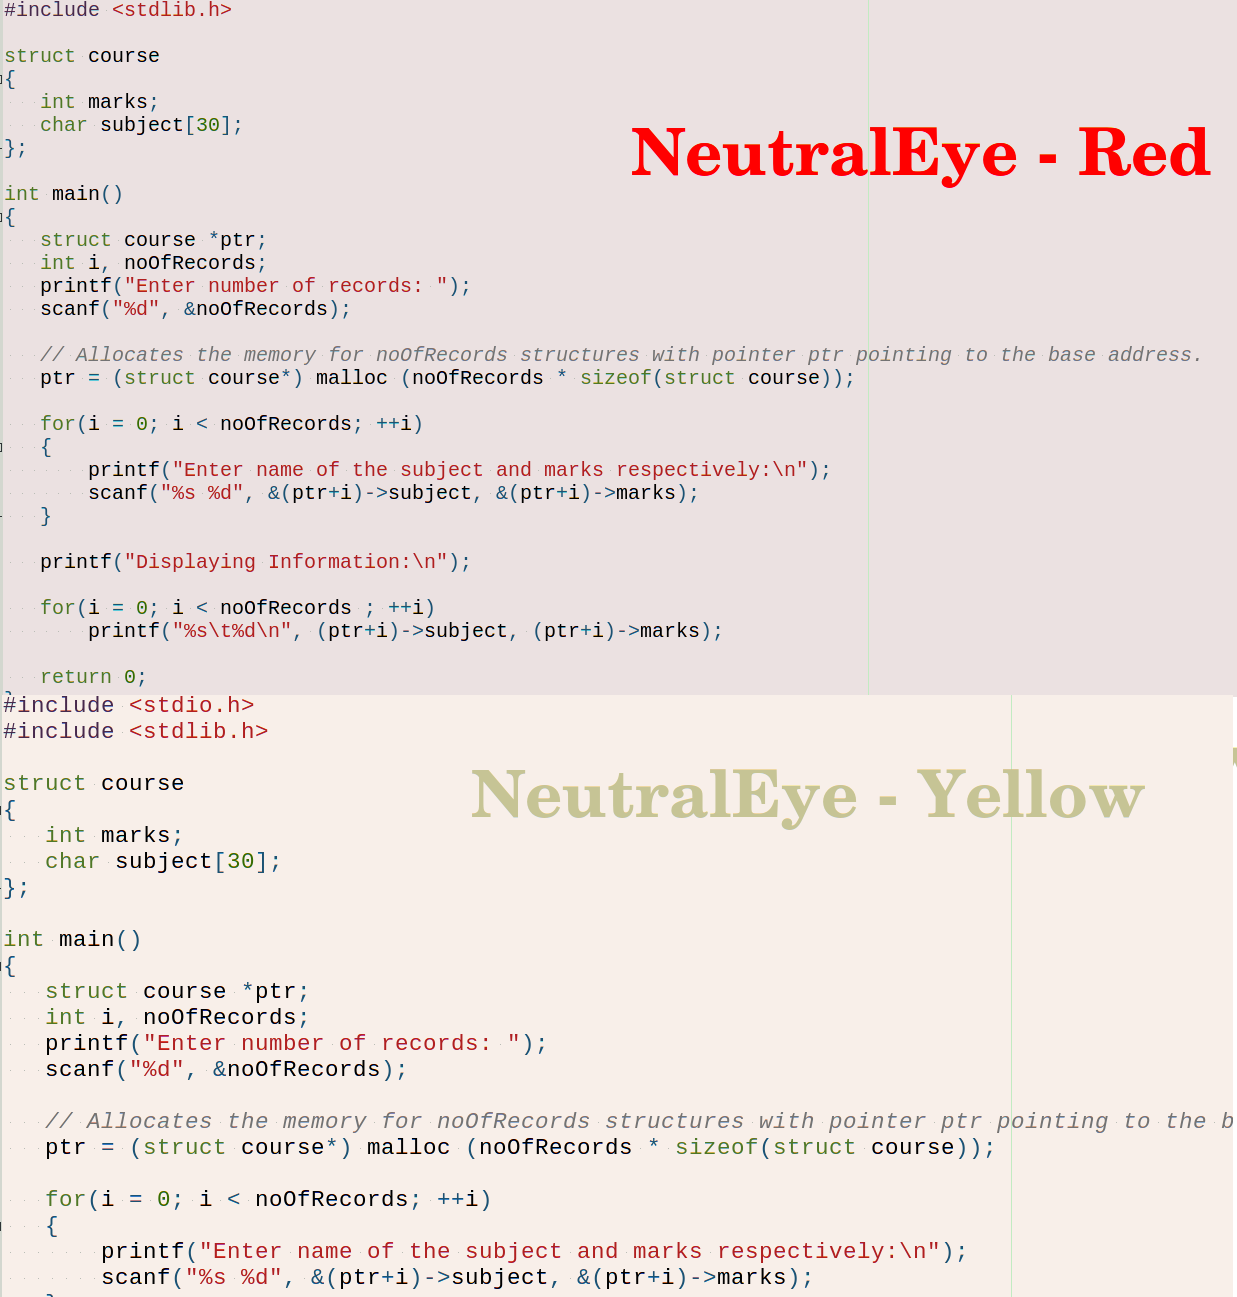 #include <stdlib.h>
struct course
{
int marks;
char subject[30];
};
NeutralEye - Red
int main()
{
struct course *ptr;
int i, noOfRecords;
printf("Enter number of records: ");
scanf("%d", &noOfRecords);
// Allocates the memory for noOfRecords structures with pointer ptr pointing to the base address.
ptr = (struct course*) malloc (noOfRecords * sizeof(struct course));
for(i = 0; i < noOfRecords; ++i)
{
printf("Enter name of the subject and marks respectively:\n");
scanf("%s %d", &(ptr+i)->subject, &(ptr+i)->marks);
}
printf("Displaying Information:\n");
for(i = 0; i < noOfRecords ; ++i)
printf("%s\t%d\n", (ptr+i)->subject, (ptr+i)->marks);
return 0;
#include <stdio.h>
#include <stdlib.h>
struct course
NeutralEye - Yellow
{
int marks;
char subject[30];
};
int main()
{
struct course *ptr;
int i, noOfRecords;
printf("Enter number of records: ");
scanf("%d", &noOfRecords);
// Allocates the memory for noOfRecords structures with pointer ptr pointing to the b
ptr = (struct course*) malloc (noOfRecords * sizeof(struct course));
for(i = 0; i < noOfRecords; ++i)
{
printf("Enter name of the subject and marks respectively:\n");
scanf("%s %d", &(ptr+i)->subject, &(ptr+i)->marks);